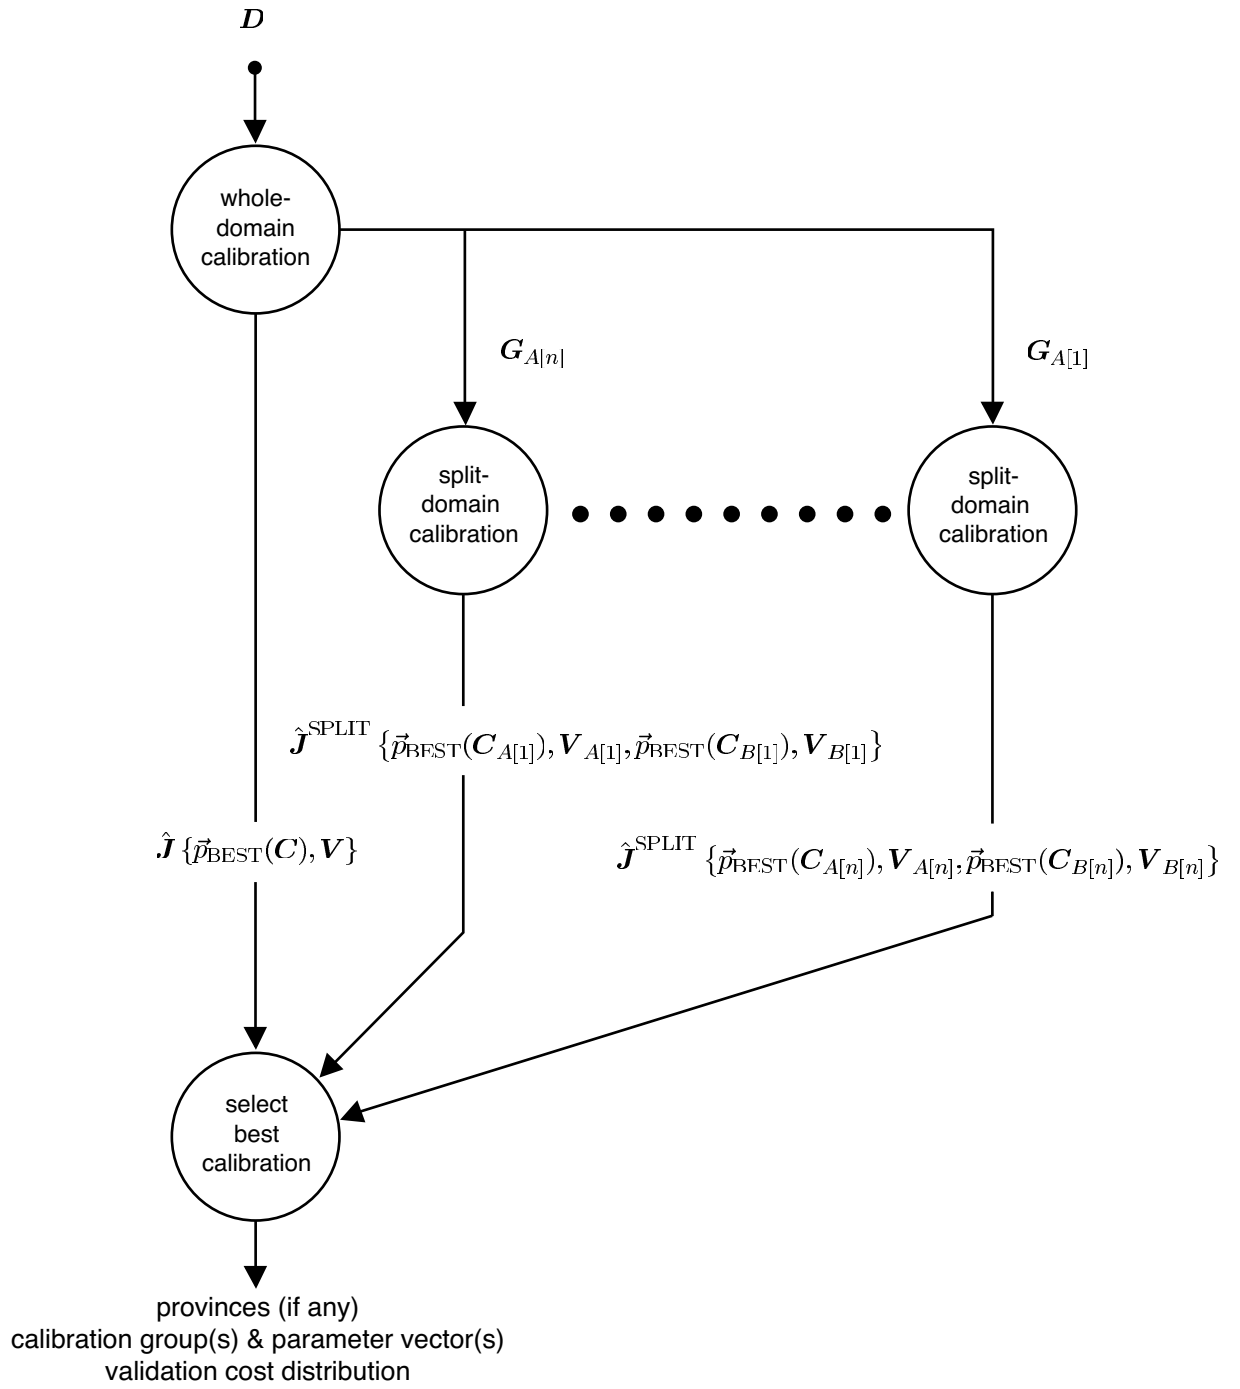 D
whole-
domain
calibration
G_{A[n]}
G_{A[1]}
split-
domain
calibration
split-
domain
calibration
Ĵ^{SPLIT} {p⃗_{BEST}(C_{A[1]}), V_{A[1]}, p⃗_{BEST}(C_{B[1]}), V_{B[1]}}
Ĵ {p⃗_{BEST}(C), V}
Ĵ^{SPLIT} {p⃗_{BEST}(C_{A[n]}), V_{A[n]}, p⃗_{BEST}(C_{B[n]}), V_{B[n]}}
select
best
calibration
provinces (if any)
calibration group(s) & parameter vector(s)
validation cost distribution